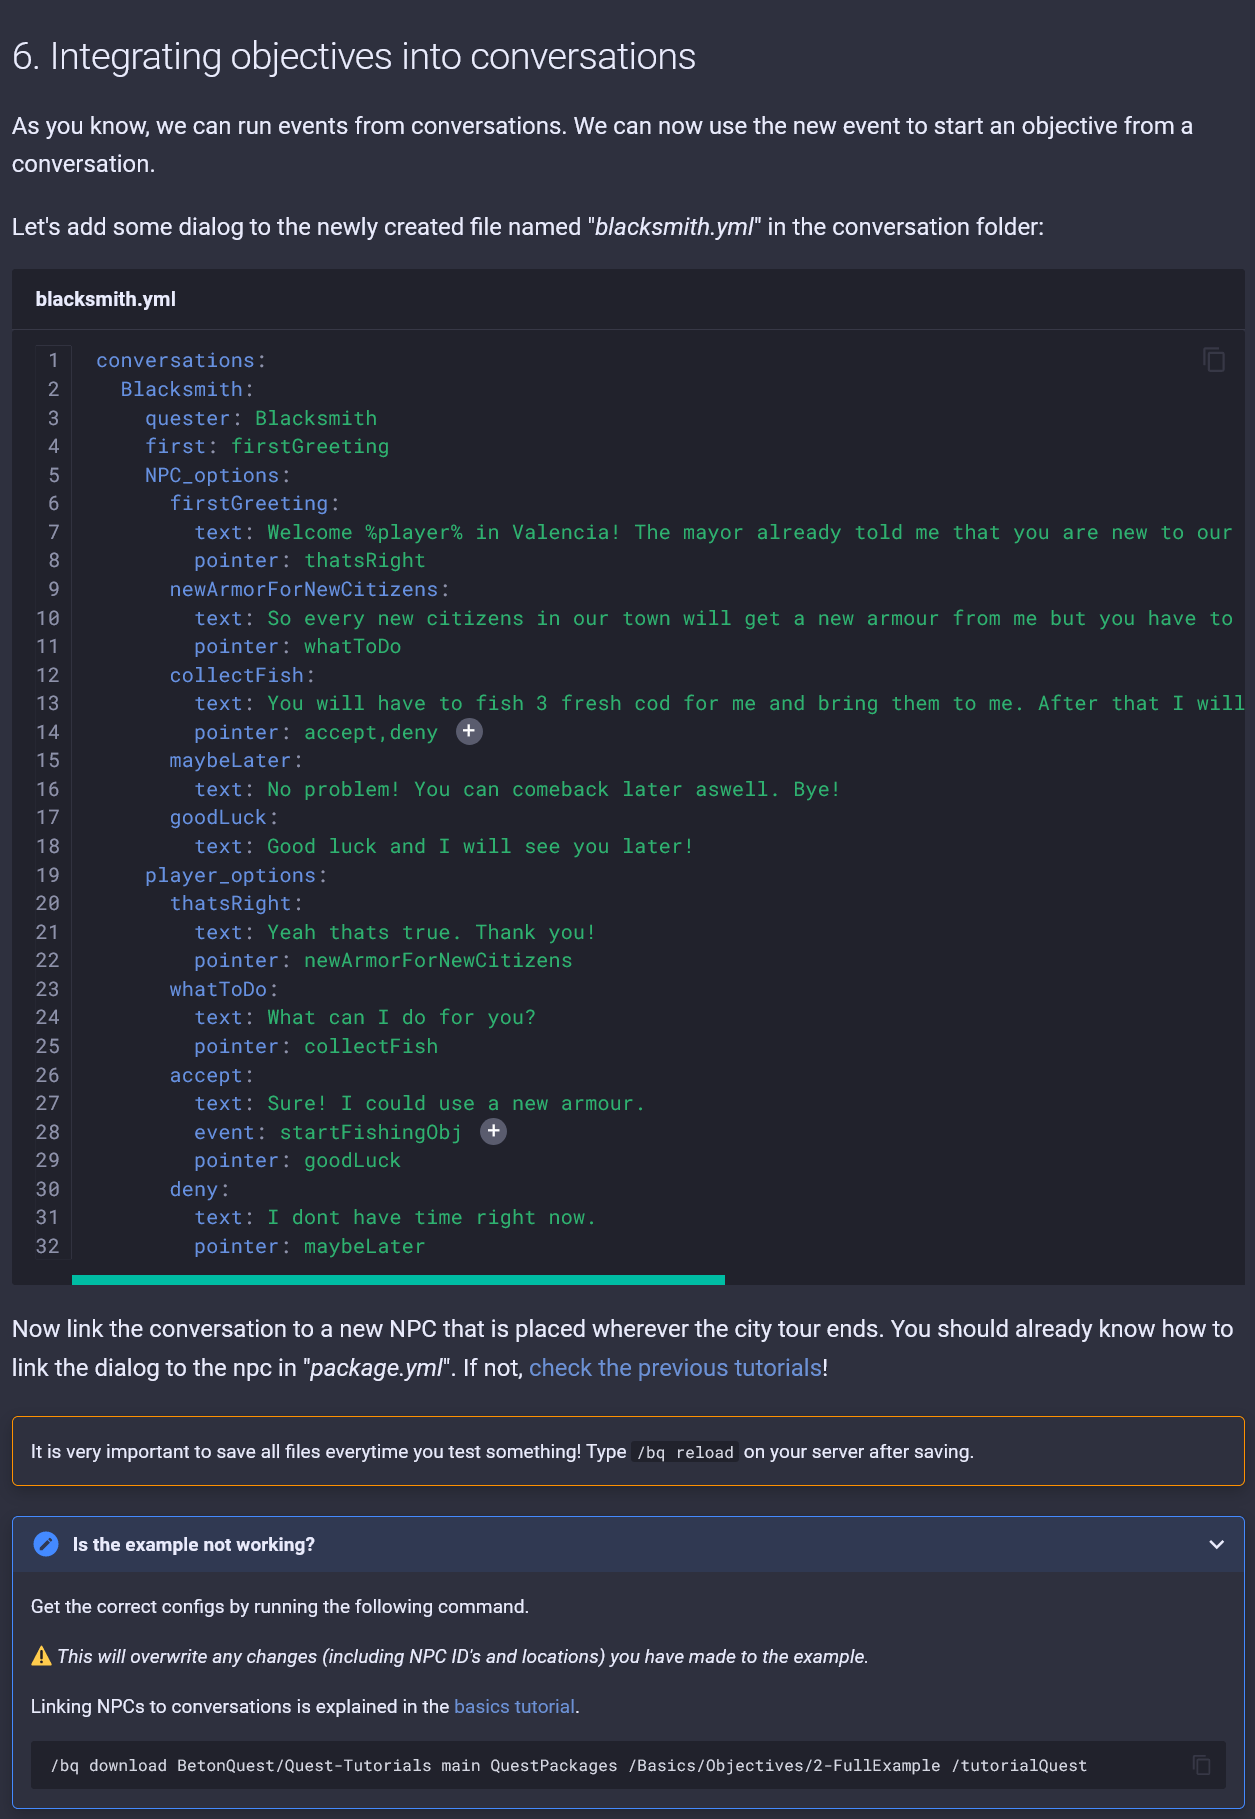 6. Integrating objectives into conversations
As you know, we can run events from conversations. We can now use the new event to start an objective from a
conversation.
Let's add some dialog to the newly created file named "blacksmith.yml" in the conversation folder:
blacksmith.yml
1 conversations:
2 Blacksmith:
3 quester: Blacksmith
4 first: firstGreeting
5 NPC_options:
6 firstGreeting:
7 text: Welcome %player% in Valencia! The mayor already told me that you are new to our
8 pointer: thatsRight
9 newArmorForNewCitizens:
10 text: So every new citizens in our town will get a new armour from me but you have to
11 pointer: whatToDo
12 collectFish:
13 text: You will have to fish 3 fresh cod for me and bring them to me. After that I will
14 pointer: accept,deny +
15 maybeLater:
16 text: No problem! You can comeback later aswell. Bye!
17 goodLuck:
18 text: Good luck and I will see you later!
19 player_options:
20 thatsRight:
21 text: Yeah thats true. Thank you!
22 pointer: newArmorForNewCitizens
23 whatToDo:
24 text: What can I do for you?
25 pointer: collectFish
26 accept:
27 text: Sure! I could use a new armour.
28 event: startFishingObj +
29 pointer: goodLuck
30 deny:
31 text: I dont have time right now.
32 pointer: maybeLater
Now link the conversation to a new NPC that is placed wherever the city tour ends. You should already know how to
link the dialog to the npc in "package.yml". If not, check the previous tutorials!
It is very important to save all files everytime you test something! Type /bq reload on your server after saving.
Is the example not working?
Get the correct configs by running the following command.
⚠ This will overwrite any changes (including NPC ID's and locations) you have made to the example.
Linking NPCs to conversations is explained in the basics tutorial.
/bq download BetonQuest/Quest-Tutorials main QuestPackages /Basics/Objectives/2-FullExample /tutorialQuest